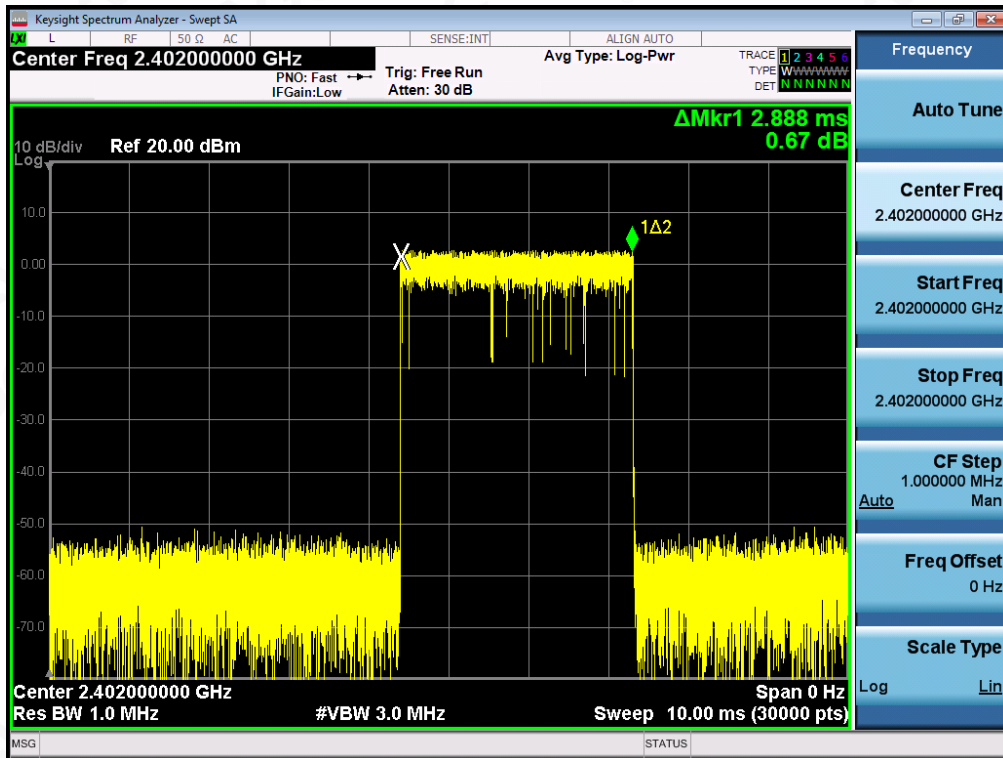 Keysight Spectrum Analyzer - Swept SA
LXI L RF 50 Ω AC SENSE:INT ALIGN AUTO
Center Freq 2.402000000 GHz
PNO: Fast
IFGain:Low
Trig: Free Run
Atten: 30 dB
Avg Type: Log-Pwr
TRACE 1 2 3 4 5 6
TYPE WWWWWW
DET N N N N N N
ΔMkr1 2.888 ms
0.67 dB
10 dB/div Ref 20.00 dBm
Log
10.0
1Δ2
0.00
-10.0
-20.0
-30.0
-40.0
-50.0
-60.0
-70.0
Center 2.402000000 GHz Span 0 Hz
Res BW 1.0 MHz #VBW 3.0 MHz Sweep 10.00 ms (30000 pts)
MSG STATUS
Frequency
Auto Tune
Center Freq
2.402000000 GHz
Start Freq
2.402000000 GHz
Stop Freq
2.402000000 GHz
CF Step
1.000000 MHz
Auto Man
Freq Offset
0 Hz
Scale Type
Log Lin